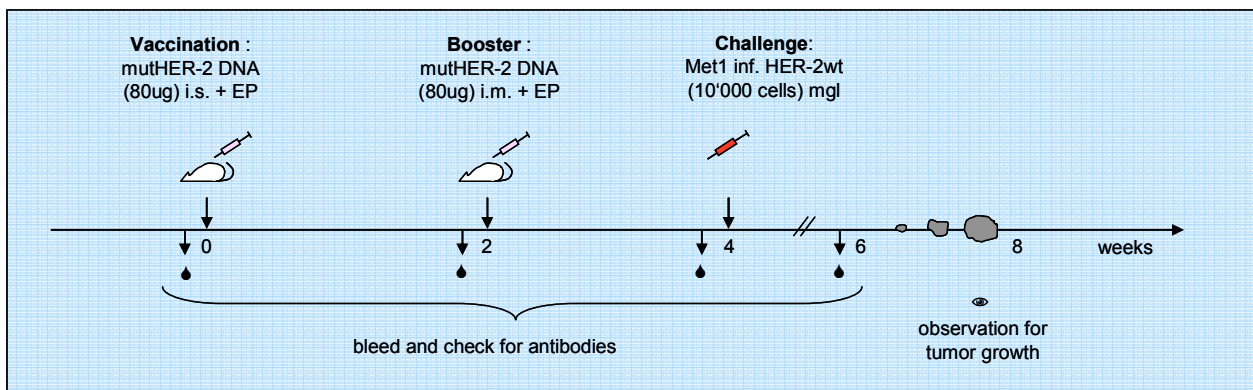 Vaccination :
mutHER-2 DNA
(80ug) i.s. + EP
Booster :
mutHER-2 DNA
(80ug) i.m. + EP
Challenge:
Met1 inf. HER-2wt
(10‘000 cells) mgl
0
2
4
6
8
weeks
bleed and check for antibodies
observation for
tumor growth